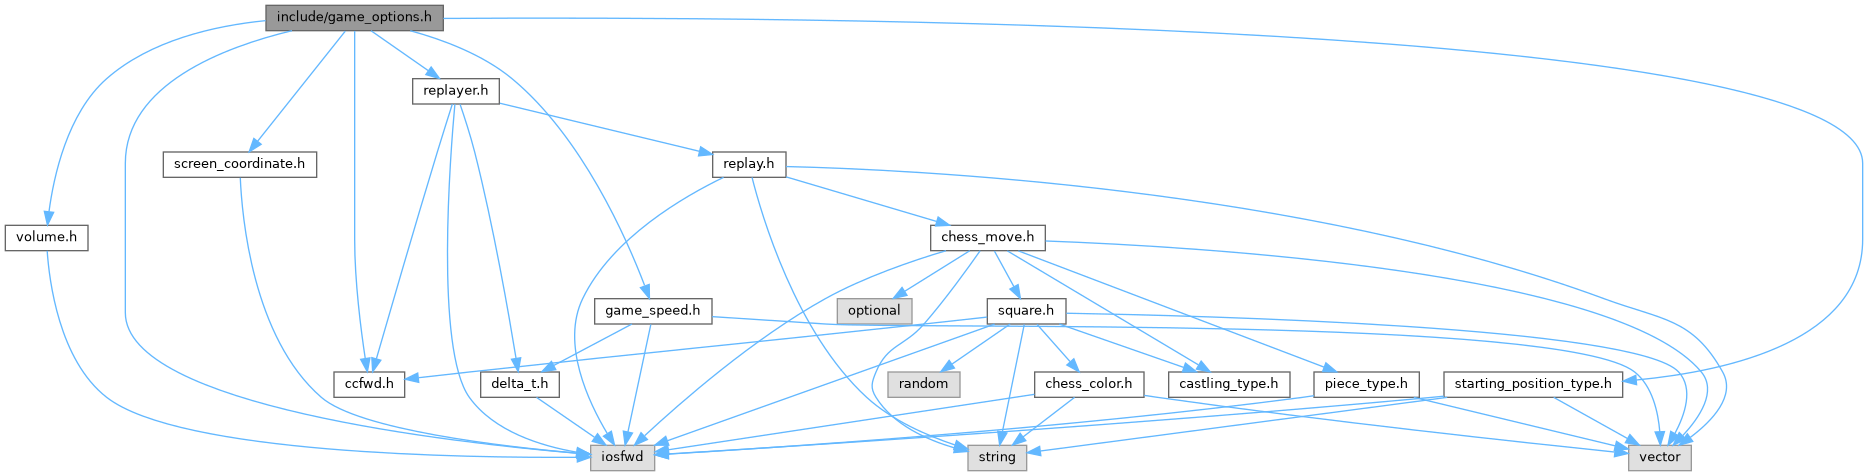 include/game_options.h
replayer.h
screen_coordinate.h
replay.h
volume.h
chess_move.h
game_speed.h
optional
square.h
ccfwd.h
delta_t.h
random
chess_color.h
castling_type.h
piece_type.h
starting_position_type.h
iosfwd
string
vector